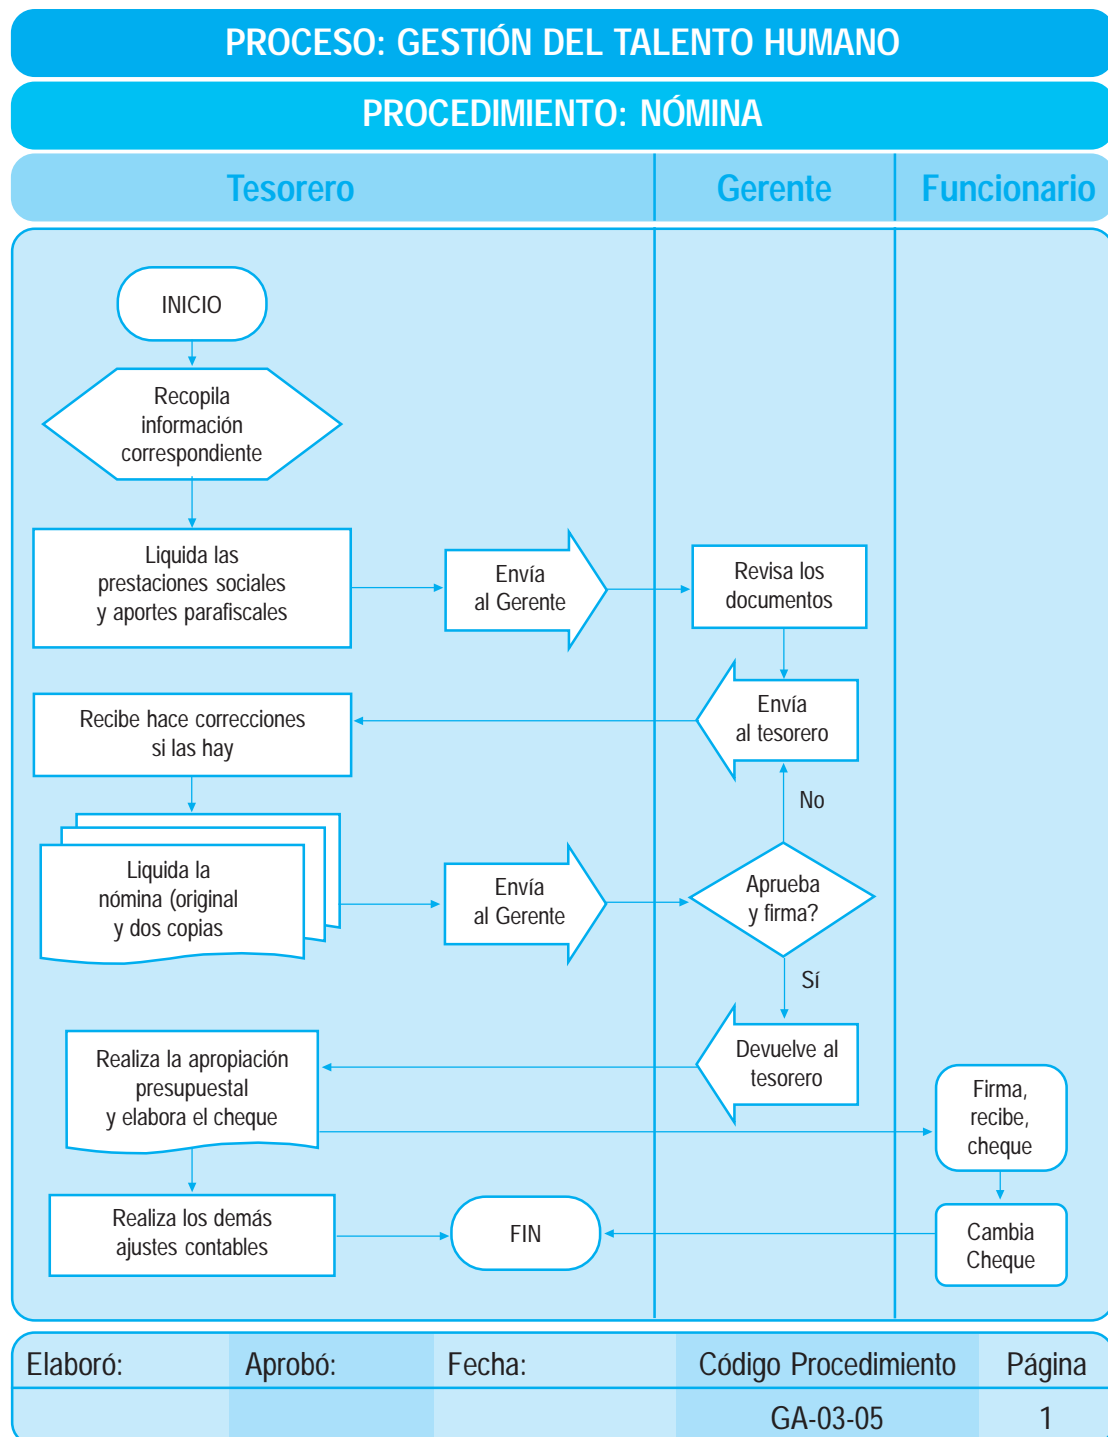 PROCESO: GESTIÓN DEL TALENTO HUMANO
PROCEDIMIENTO: NÓMINA
Tesorero
Gerente
Funcionario
INICIO
Recopila
información
correspondiente
Liquida las
prestaciones sociales
y aportes parafiscales
Envía
al Gerente
Revisa los
documentos
Envía
al tesorero
Recibe hace correcciones
si las hay
No
Liquida la
nómina (original
y dos copias
Envía
al Gerente
Aprueba
y firma?
Sí
Devuelve al
tesorero
Realiza la apropiación
presupuestal
y elabora el cheque
Firma,
recibe,
cheque
Realiza los demás
ajustes contables
FIN
Cambia
Cheque
Elaboró:
Aprobó:
Fecha:
Código Procedimiento
Página
GA-03-05
1